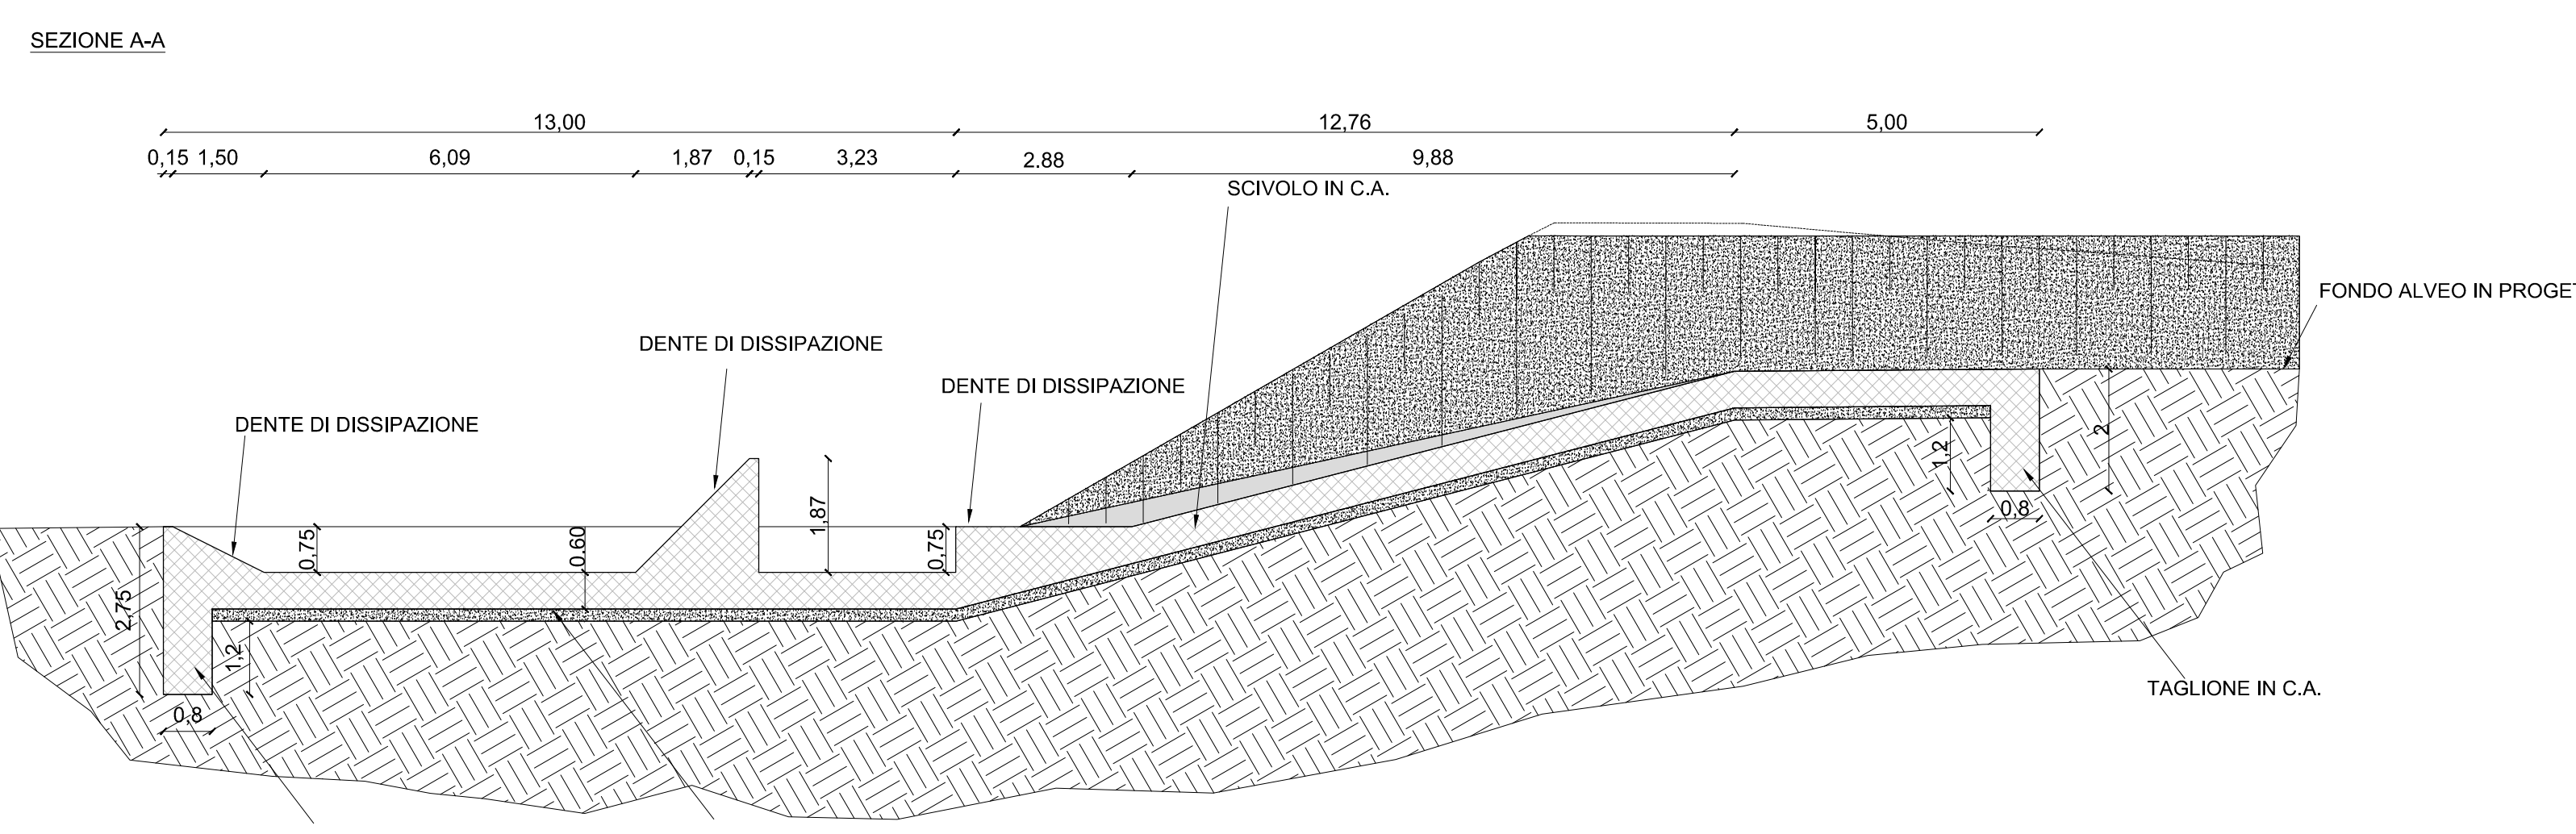 SEZIONE A-A
13,00 12,76 5,00
0,15 1,50 6,09 1,87 0,15 3,23 2.88 9,88
SCIVOLO IN C.A.
FONDO ALVEO IN PROGET
DENTE DI DISSIPAZIONE
DENTE DI DISSIPAZIONE
DENTE DI DISSIPAZIONE
2
1,2
1,87
0,8
0,75
0.60
0,75
2,75
1,2
TAGLIONE IN C.A.
0,8